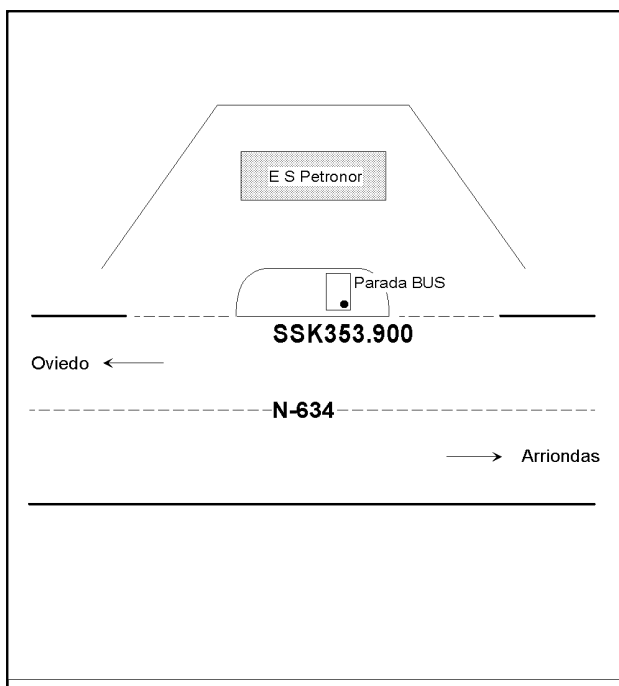 E S Petronor
Parada BUS
SSK353.900
Oviedo
N-634
Arriondas